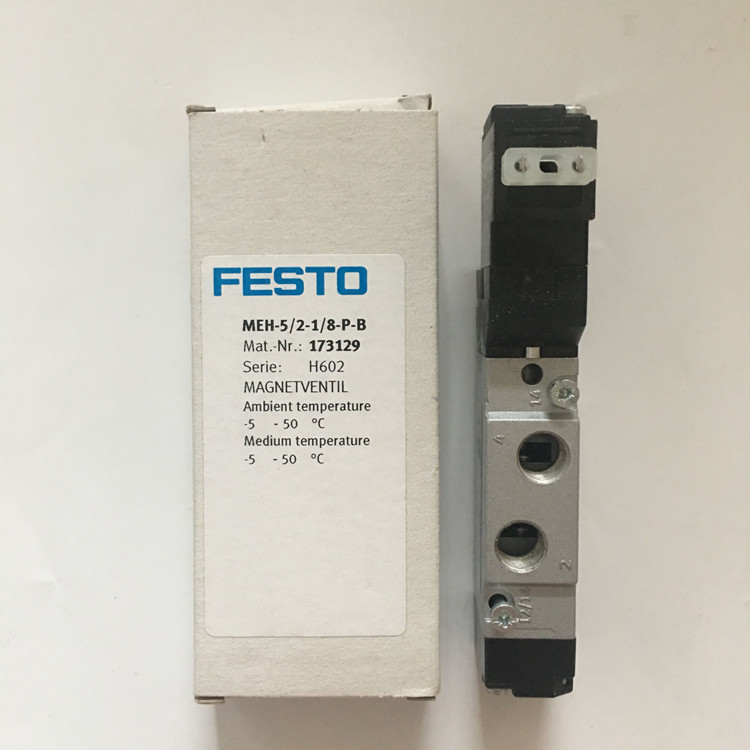 FESTO
MEH-5/2-1/8-P-B
Mat.-Nr.: 173129
Serie: H602
MAGNETVENTIL
Ambient temperature
-5 - 50 °C
Medium temperature
-5 - 50 °C
14
4
2
12/14